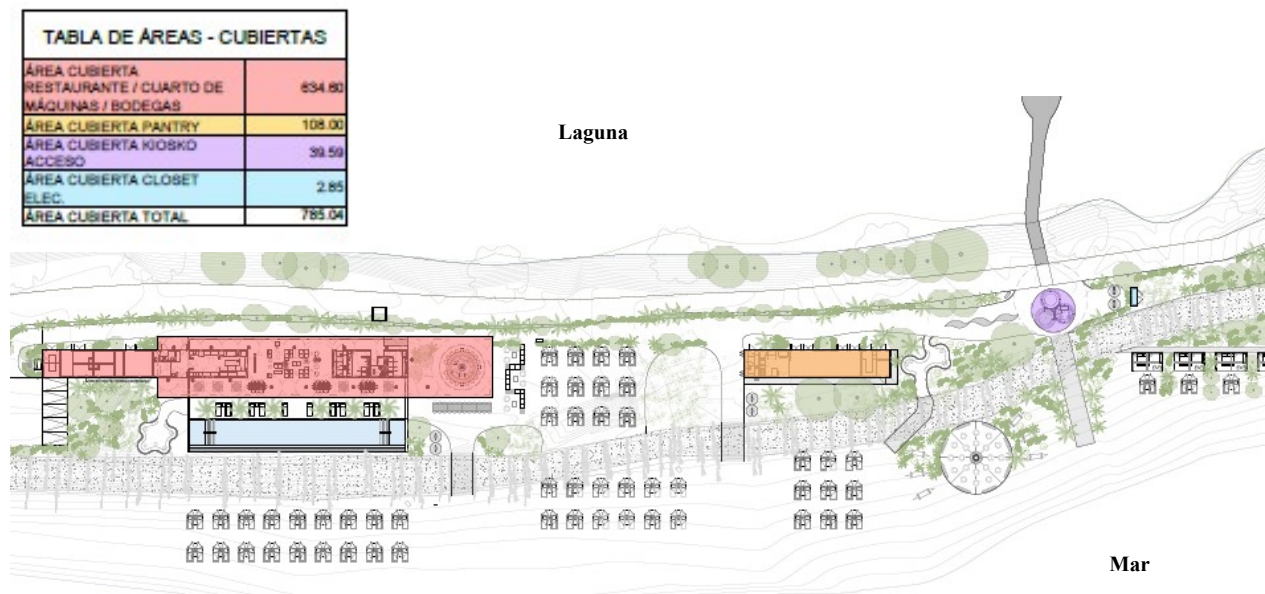 TABLA DE ÁREAS - CUBIERTAS
ÁREA CUBIERTA
RESTAURANTE / CUARTO DE
MÁQUINAS / BODEGAS
634.60
ÁREA CUBIERTA PANTRY
108.00
ÁREA CUBIERTA KIOSKO
ACCESO
39.59
ÁREA CUBIERTA CLOSET
ELEC.
2.85
ÁREA CUBIERTA TOTAL
785.04
Laguna
Mar